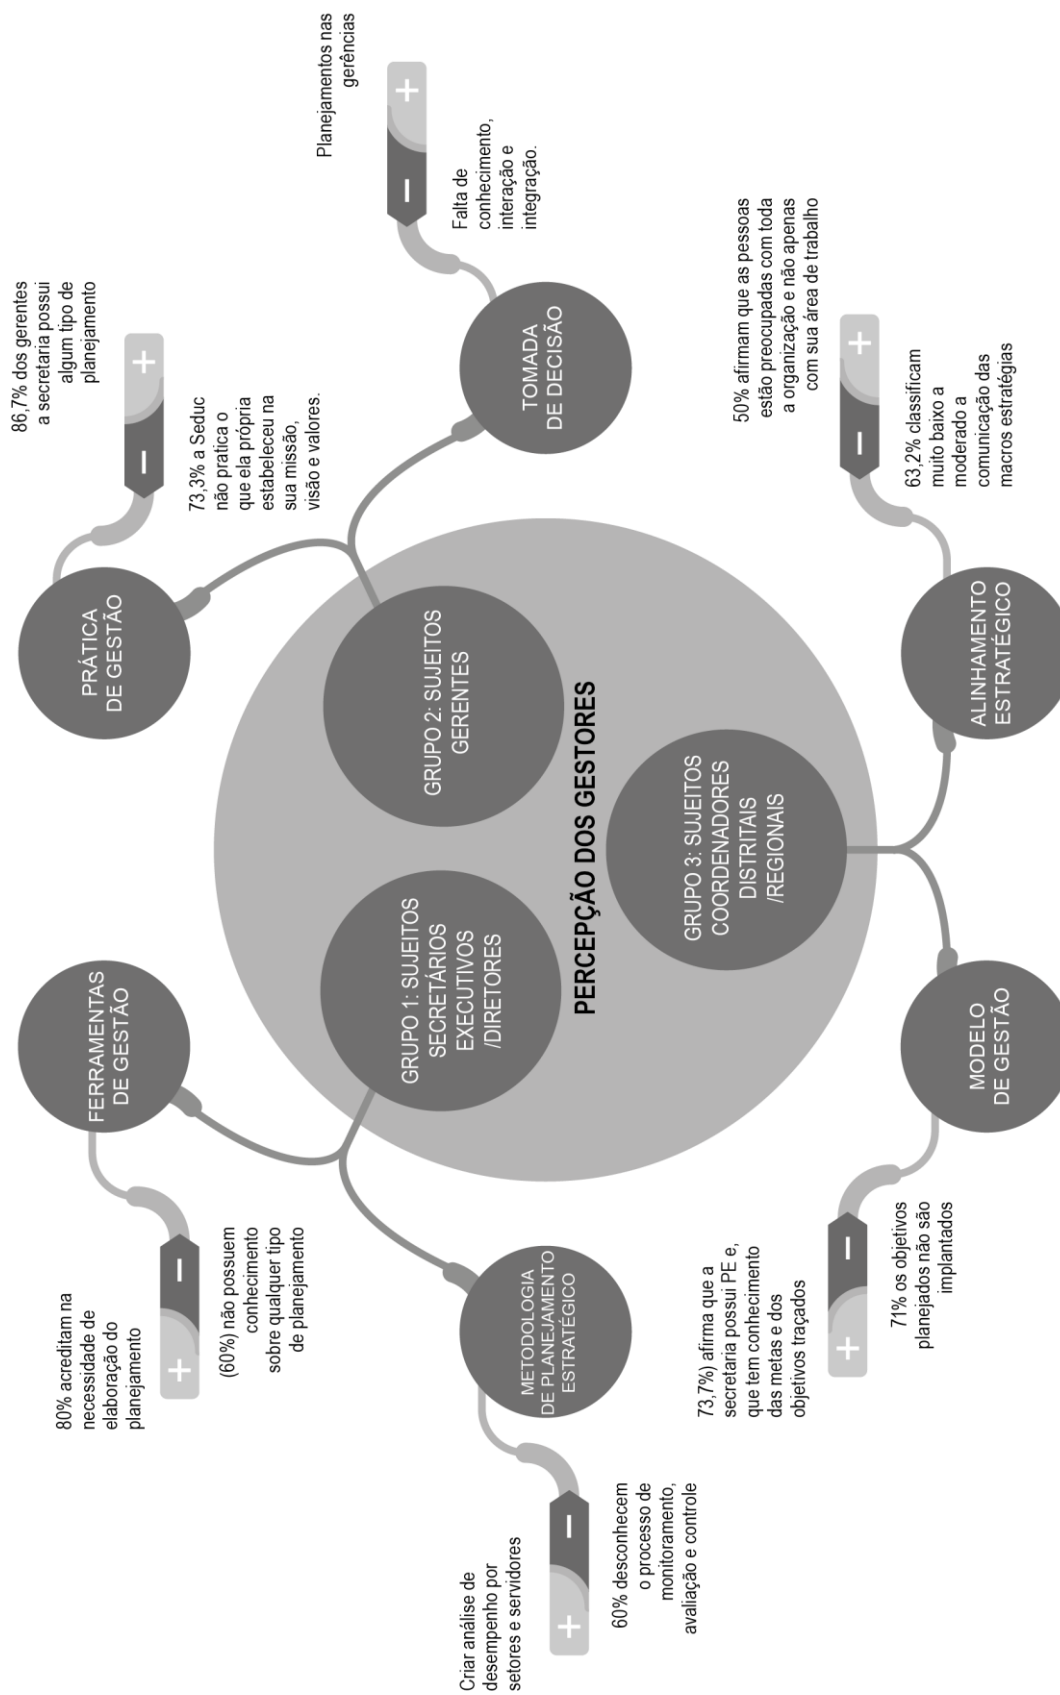 80% acreditam na
necessidade de
elaboração do
planejamento
+
−
(60%) não possuem
conhecimento
sobre qualquer tipo
de planejamento
FERRAMENTAS
DE GESTÃO
Criar análise de
desempenho por
setores e servidores
+
−
60% desconhecem
o processo de
monitoramento,
avaliação e controle
METODOLOGIA
DE PLANEJAMENTO
ESTRATÉGICO
GRUPO 1: SUJEITOS
SECRETÁRIOS
EXECUTIVOS
/DIRETORES
86,7% dos gerentes
a secretaria possui
algum tipo de
planejamento
−
+
73,3% a Seduc
não pratica o
que ela própria
estabeleceu na
sua missão,
visão e valores.
PRÁTICA
DE GESTÃO
Planejamentos nas
gerências
−
+
Falta de
conhecimento,
interação e
integração.
TOMADA
DE DECISÃO
GRUPO 2: SUJEITOS
GERENTES
PERCEPÇÃO DOS GESTORES
GRUPO 3: SUJEITOS
COORDENADORES
DISTRITAIS
/REGIONAIS
73,7%) afirma que a
secretaria possui PE e,
que tem conhecimento
das metas e dos
objetivos traçados
+
−
71% os objetivos
planejados não são
implantados
MODELO
DE GESTÃO
50% afirmam que as pessoas
estão preocupadas com toda
a organização e não apenas
com sua área de trabalho
−
+
63,2% classificam
muito baixo a
moderado a
comunicação das
macros estratégias
ALINHAMENTO
ESTRATÉGICO